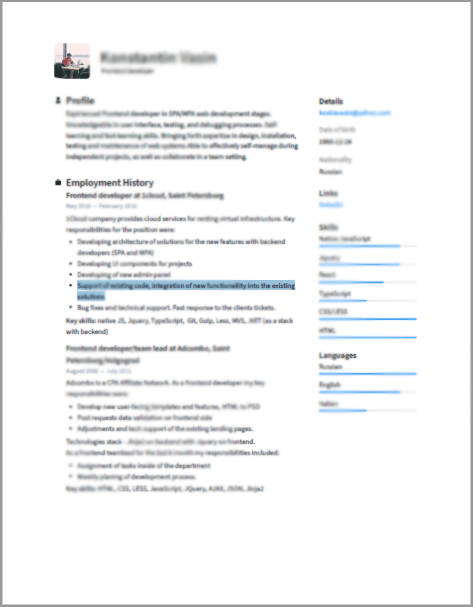 Konstantin
Frontend developer
Profile
Experienced Frontend developer in SPA/MPA web development stages.
Knowledgeable in user interface, testing, and debugging processes. Self-
learning and fast-learning skills. Bringing forth expertise in design, installation,
testing and maintenance of web systems. Able to effectively self-manage during
independent projects, as well as collaborate in a team setting.
Employment History
Frontend developer at 1cloud, Saint Petersburg
May 2016 — February 2018
1Cloud company provides cloud services for renting virtual infrastructure. Key
responsibilities for the position were:
Developing architecture of solutions for the new features with backend
developers (SPA and MPA)
Developing UI components for projects
Developing of new admin panel
Support of existing code, integration of new functionality into the existing
solutions
Bug fixes and technical support. Fast response to the clients tickets.
Key skills: native JS, Jquery, TypeScript, Git, Gulp, Less, MVS, .NET (as a stack
with backend)
Frontend developer/team lead at Adcombo, Saint
Petersburg/Volgograd
August 2008 — July 2011
Adcombo is a CPA Affiliate Network. As a frontend developer my key
responsibilities were:
Develop new user-facing templates and features, HTML to PSD
Post requests data validation on frontend side
Adjustments and tech support of the existing landing pages.
Technologies stack - Jinja2 on backend with Jquery on frontend.
As a frontend teamlead for the last 6 month my responsibilities included:
Assignment of tasks inside of the department
Weekly planing of development process.
Key skills: HTML, CSS, LESS, JavaScript, JQuery, AJAX, JSON, Jinja2
Details
Date of birth
Nationality
Russian
Links
linkedin
Skills
Native JavaScript
Jquery
React
TypeScript
CSS/LESS
HTML
Languages
Russian
English
Italian